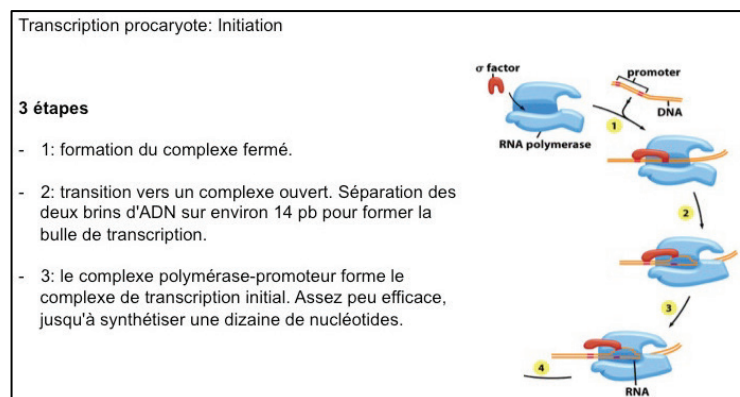 Transcription procaryote: Initiation
3 étapes
- 1: formation du complexe fermé.
- 2: transition vers un complexe ouvert. Séparation des
deux brins d'ADN sur environ 14 pb pour former la
bulle de transcription.
- 3: le complexe polymérase-promoteur forme le
complexe de transcription initial. Assez peu efficace,
jusqu'à synthétiser une dizaine de nucléotides.
σ factor
promoter
DNA
1
RNA polymerase
2
3
4
RNA